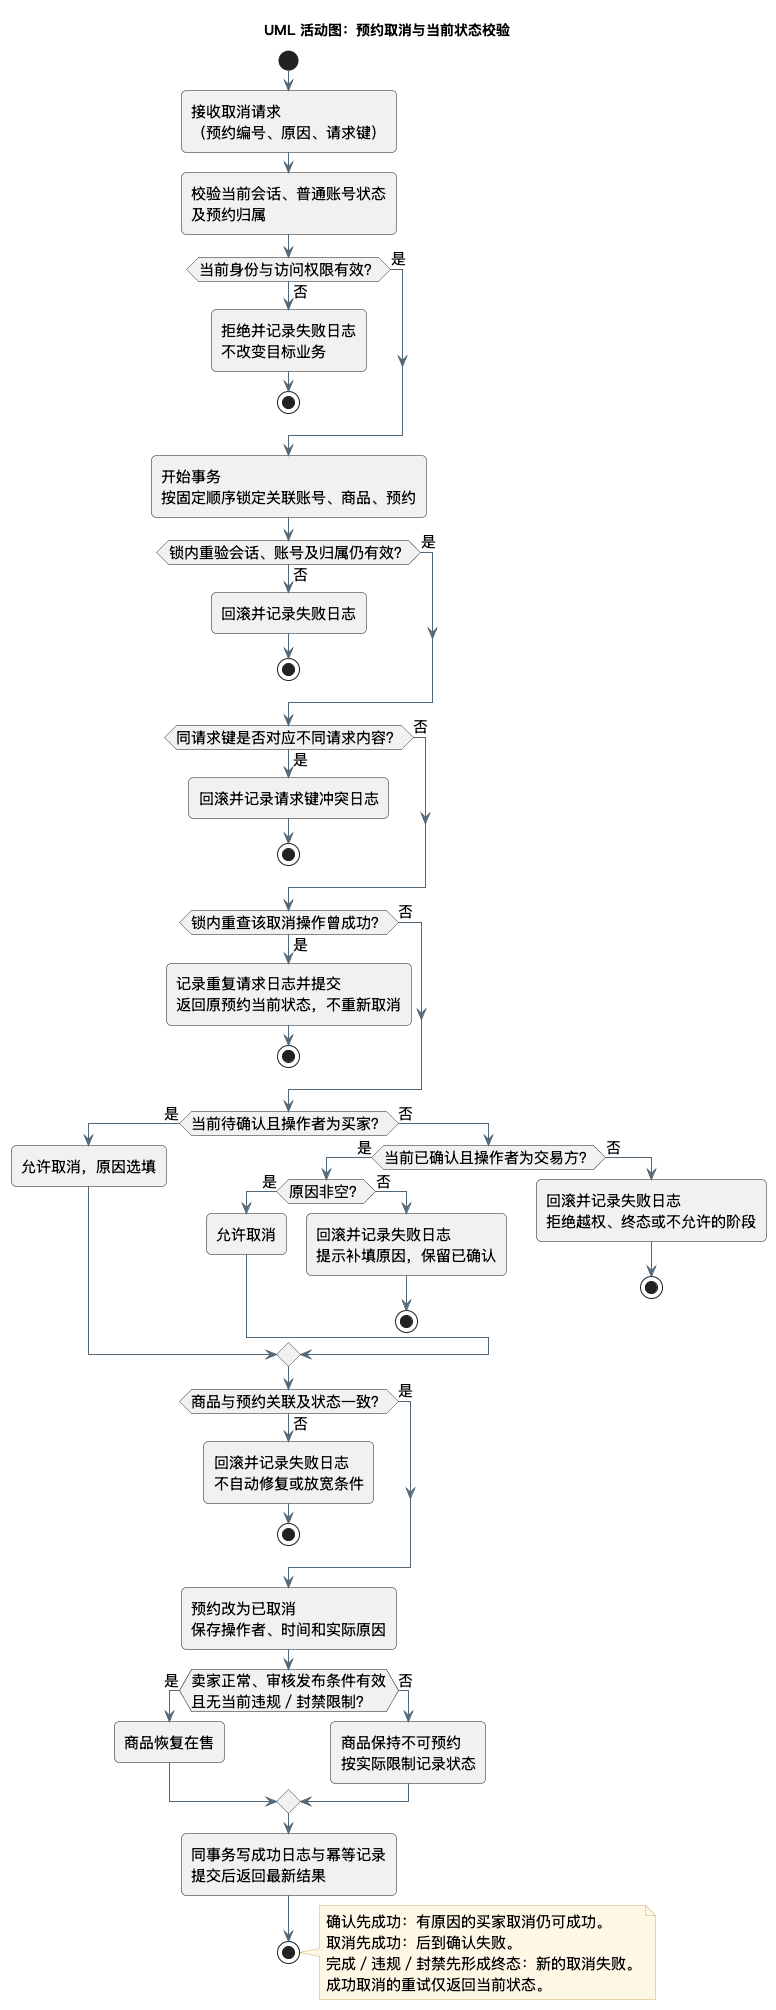 UML 活动图：预约取消与当前状态校验
接收取消请求
（预约编号、原因、请求键）
校验当前会话、普通账号状态
及预约归属
当前身份与访问权限有效？
是
否
拒绝并记录失败日志
不改变目标业务
开始事务
按固定顺序锁定关联账号、商品、预约
锁内重验会话、账号及归属仍有效？
是
否
回滚并记录失败日志
同请求键是否对应不同请求内容？
否
是
回滚并记录请求键冲突日志
锁内重查该取消操作曾成功？
否
是
记录重复请求日志并提交
返回原预约当前状态，不重新取消
是
当前待确认且操作者为买家？
否
允许取消，原因选填
是
当前已确认且操作者为交易方？
否
是
原因非空？
否
允许取消
回滚并记录失败日志
提示补填原因，保留已确认
回滚并记录失败日志
拒绝越权、终态或不允许的阶段
商品与预约关联及状态一致？
是
否
回滚并记录失败日志
不自动修复或放宽条件
预约改为已取消
保存操作者、时间和实际原因
是
卖家正常、审核发布条件有效
且无当前违规 / 封禁限制？
否
商品恢复在售
商品保持不可预约
按实际限制记录状态
同事务写成功日志与幂等记录
提交后返回最新结果
确认先成功：有原因的买家取消仍可成功。
取消先成功：后到确认失败。
完成 / 违规 / 封禁先形成终态：新的取消失败。
成功取消的重试仅返回当前状态。